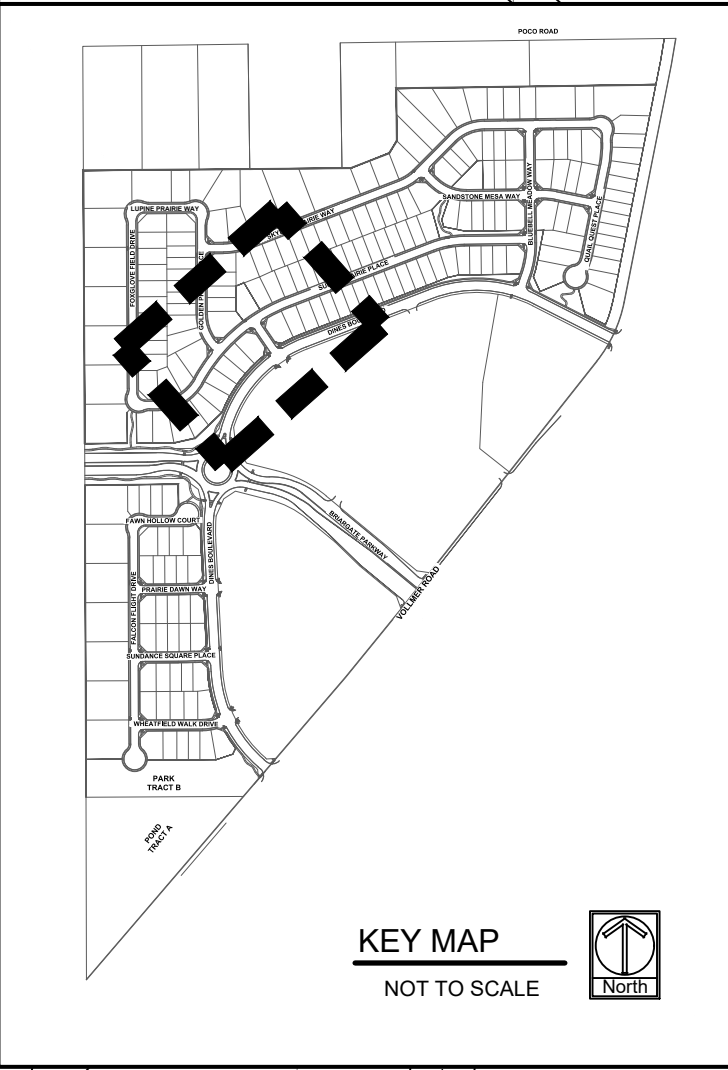 POCO ROAD
LUPINE PRAIRIE WAY
SANDSTONE MESA WAY
BLUEBELL MEADOW WAY
QUAIL QUEST PLACE
FOXGLOVE FIELD DRIVE
GOLDEN
DINES
FAWN HOLLOW COURT
DINES BOULEVARD
BRIARGATE PARKWAY
VOLLMER ROAD
PRAIRIE DAWN WAY
FALCON FLIGHT DRIVE
SUNDANCE SQUARE PLACE
WHEATFIELD WALK DRIVE
PARK
TRACT B
POND
TRACT A
KEY MAP
NOT TO SCALE
North